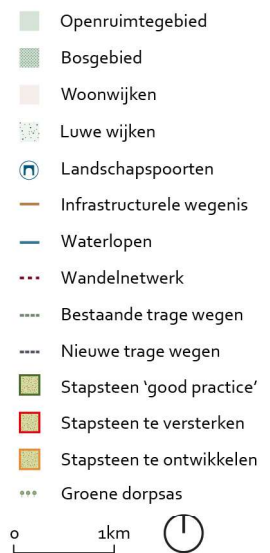 Openruimtegebied
Bosgebied
Woonwijken
Luwe wijken
Landschapspoorten
Infrastructurele wegenis
Waterlopen
Wandelnetwerk
Bestaande trage wegen
Nieuwe trage wegen
Stapsteen ‘good practice’
Stapsteen te versterken
Stapsteen te ontwikkelen
Groene dorpsas
0 1km